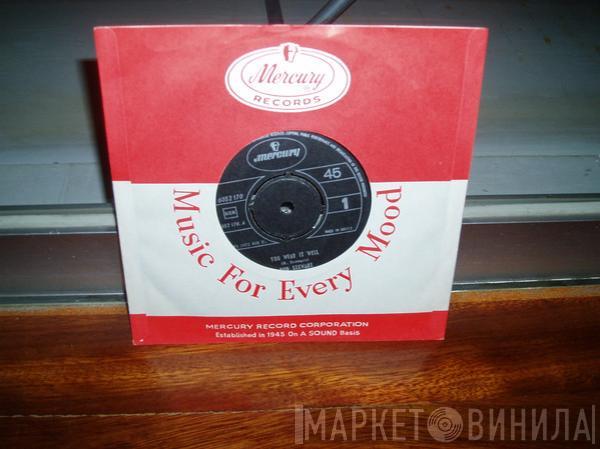 Mercury
RECORDS
mercury
45
6052 170
1
YOU WEAR IT WELL
ROD STEWART
Music For Every Mood
MERCURY RECORD CORPORATION
Established in 1945 On A SOUND Basis
МАРКЕТ ВИНИЛА